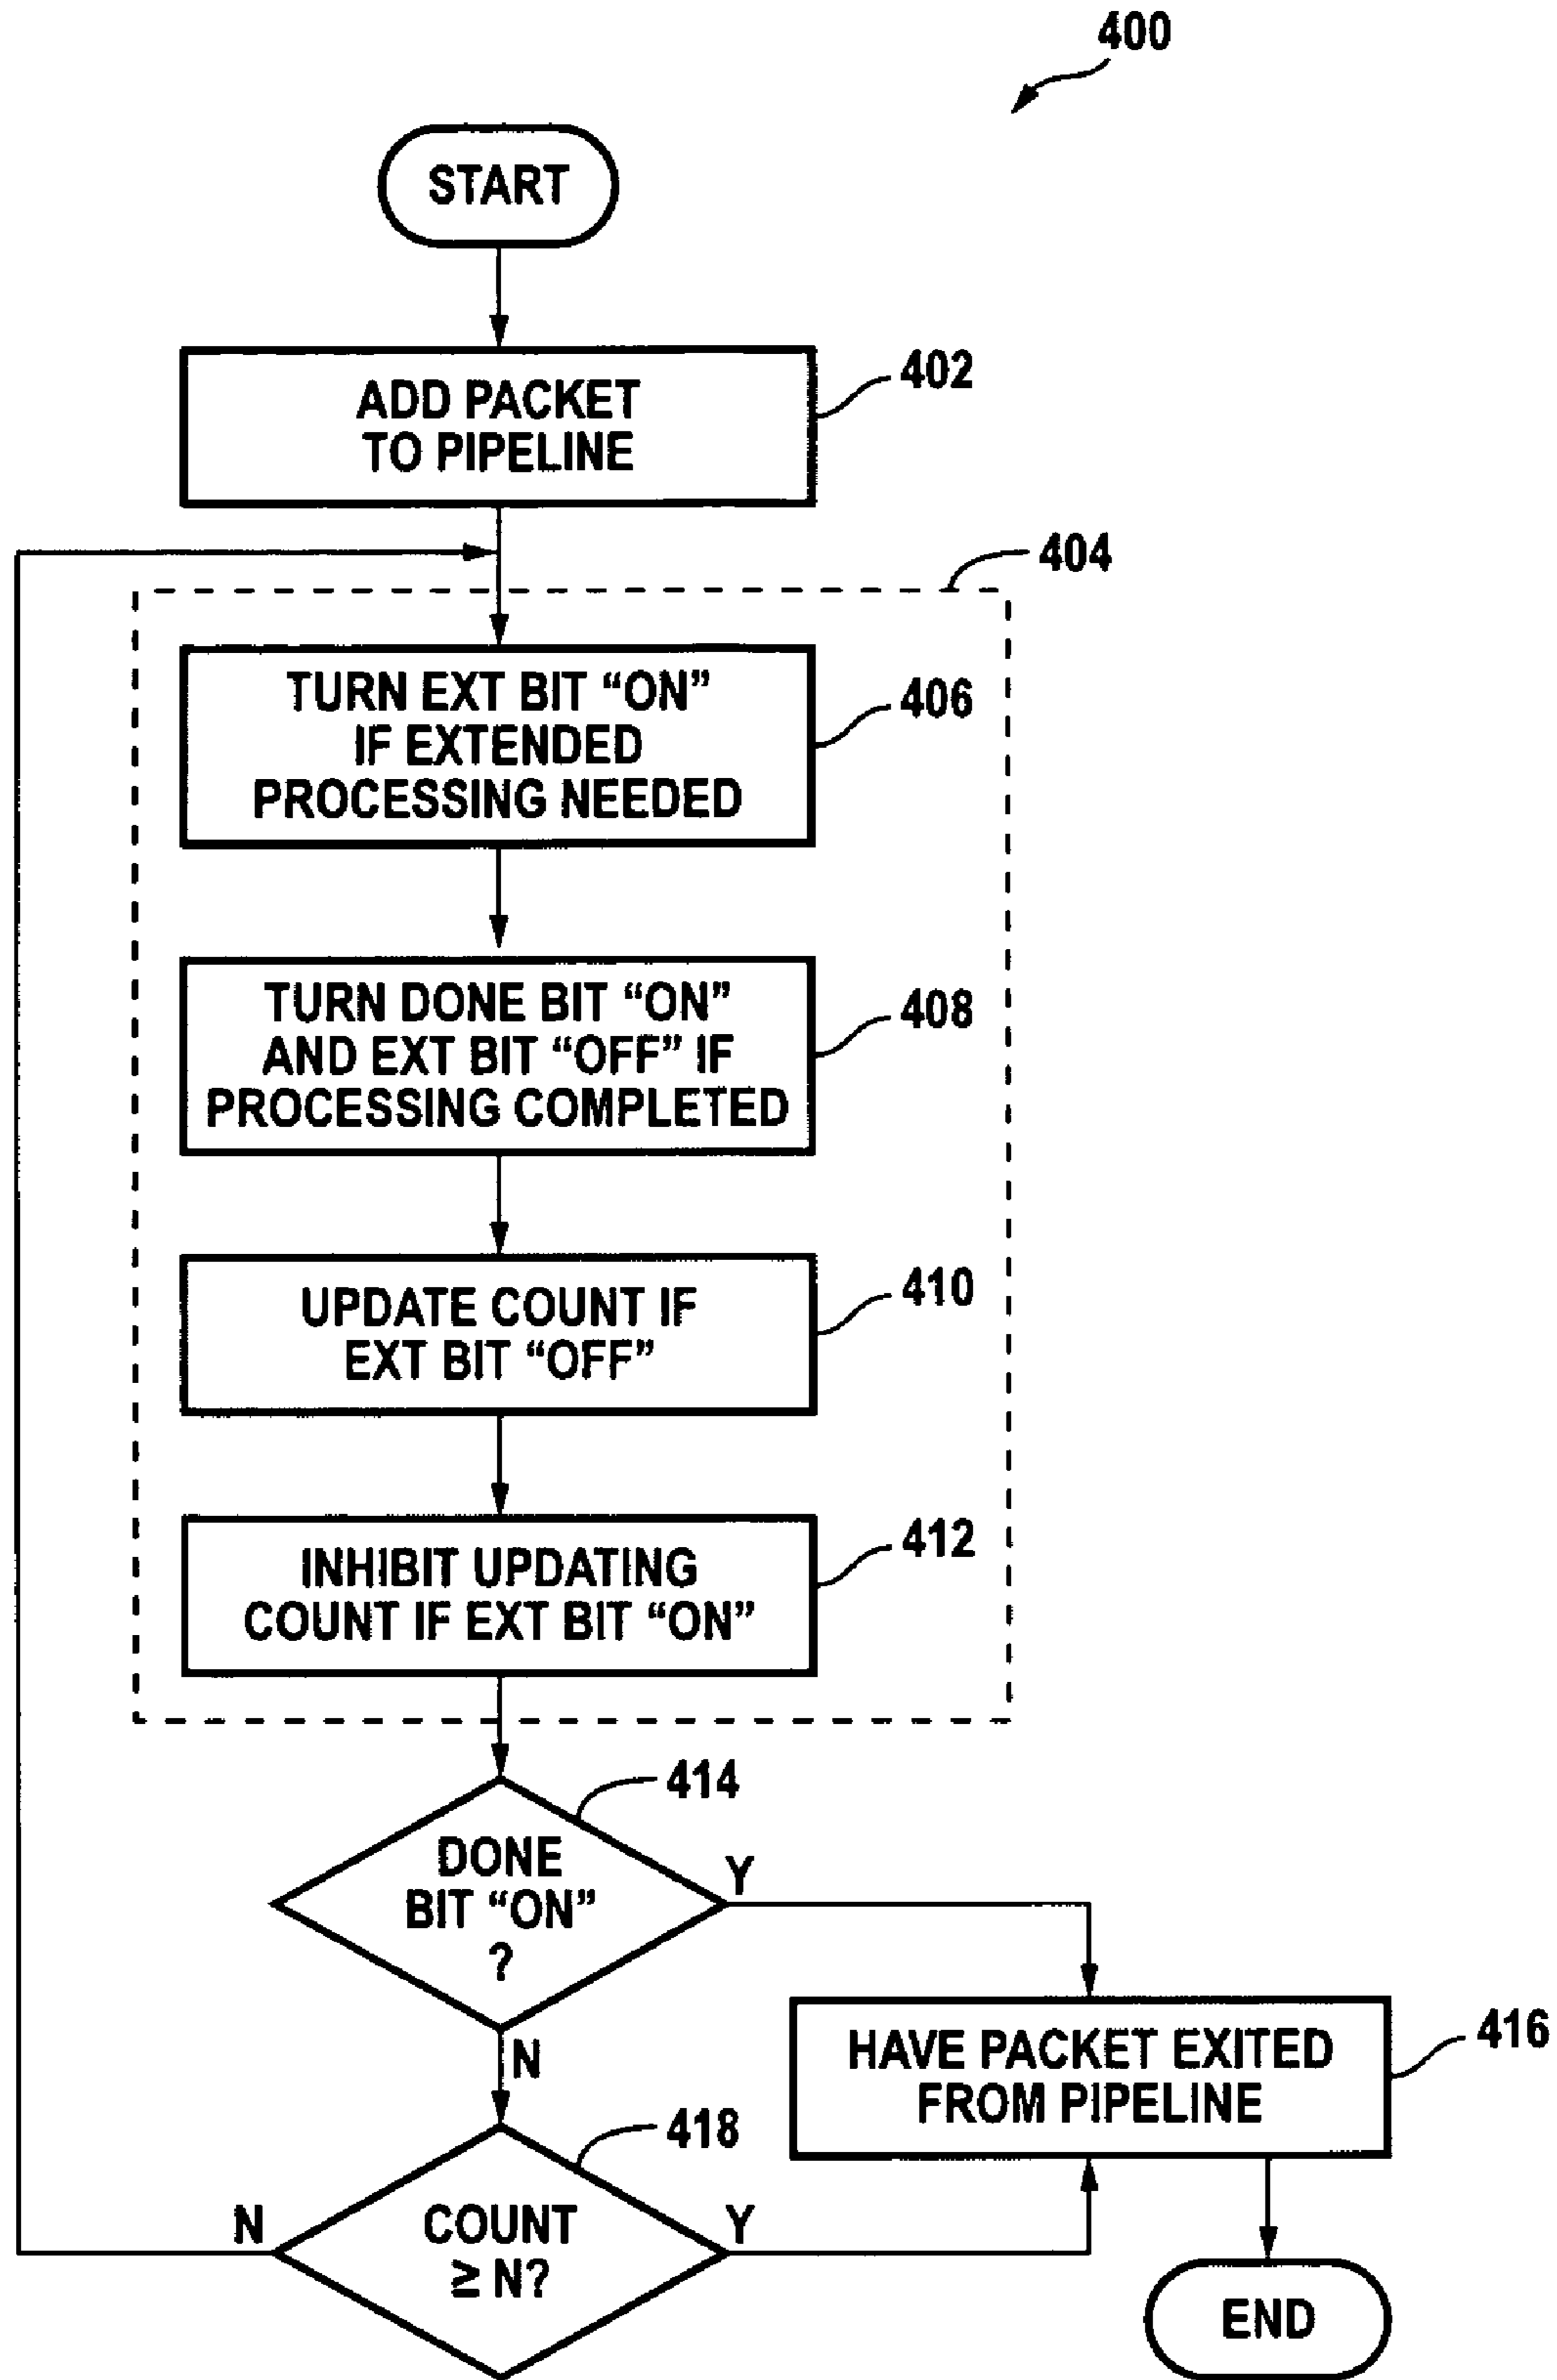 400
START
ADD PACKET
TO PIPELINE
402
404
TURN EXT BIT “ON”
IF EXTENDED
PROCESSING NEEDED
406
TURN DONE BIT “ON”
AND EXT BIT “OFF” IF
PROCESSING COMPLETED
408
UPDATE COUNT IF
EXT BIT “OFF”
410
INHIBIT UPDATING
COUNT IF EXT BIT “ON”
412
414
DONE
BIT “ON”
?
Y
N
HAVE PACKET EXITED
FROM PIPELINE
416
418
COUNT
≥ N?
N
Y
END